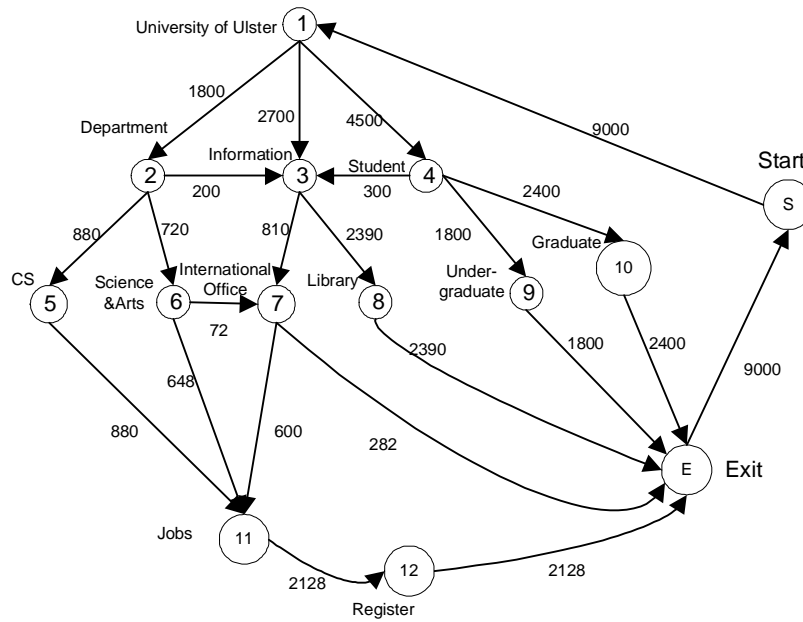 University of Ulster
1
1800
2700
4500
9000
Start
S
Department
Information
Student
2
200
3
300
4
2400
880
720
810
2390
1800
Graduate
10
CS
Science
&Arts
International
Office
Library
Under-
graduate
5
6
72
7
8
9
2390
1800
2400
9000
648
880
600
282
E
Exit
Jobs
11
2128
12
2128
Register